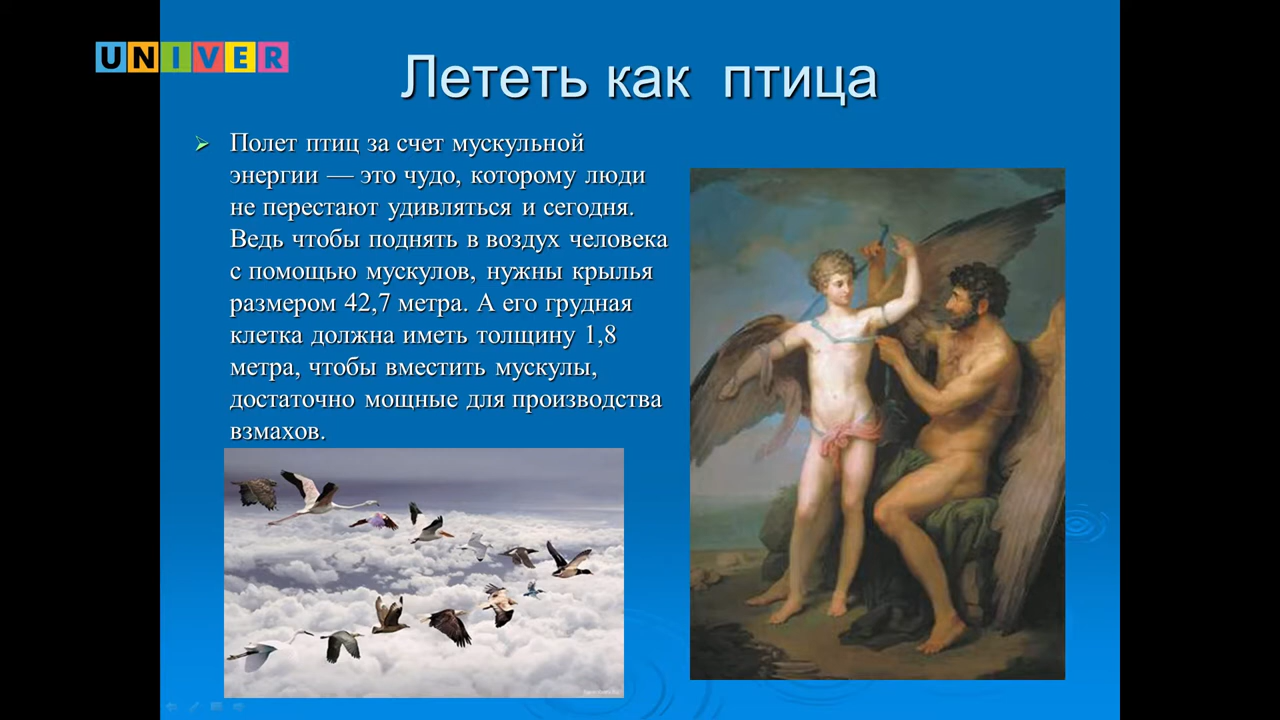 UNIVER
Лететь как птица
Полет птиц за счет мускульной
энергии — это чудо, которому люди
не перестают удивляться и сегодня.
Ведь чтобы поднять в воздух человека
с помощью мускулов, нужны крылья
размером 42,7 метра. А его грудная
клетка должна иметь толщину 1,8
метра, чтобы вместить мускулы,
достаточно мощные для производства
взмахов.